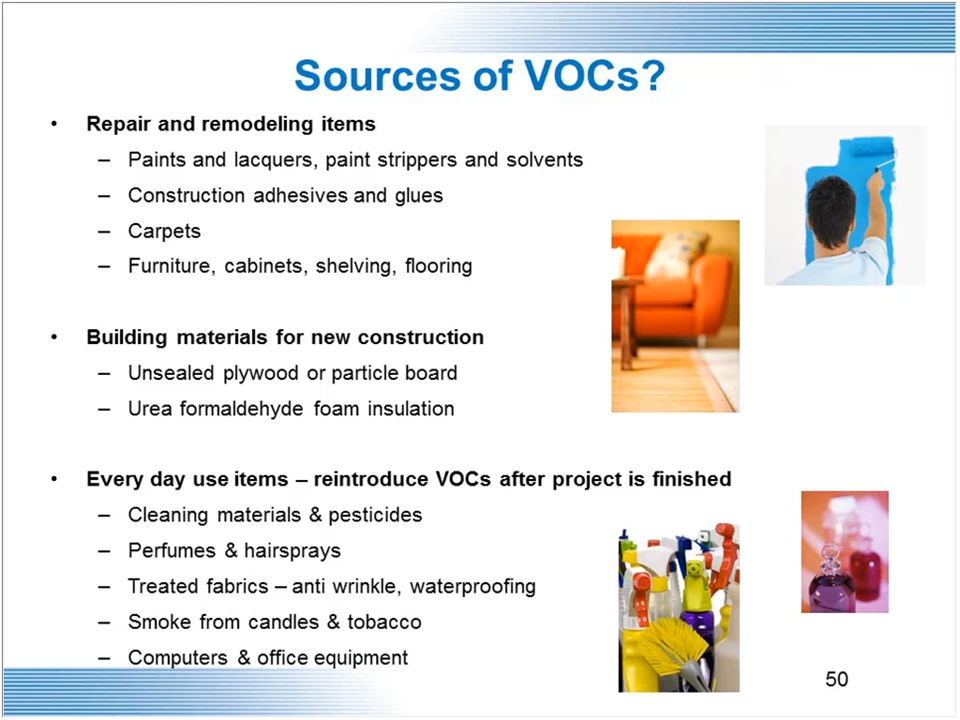 Sources of VOCs?
• Repair and remodeling items
– Paints and lacquers, paint strippers and solvents
– Construction adhesives and glues
– Carpets
– Furniture, cabinets, shelving, flooring
• Building materials for new construction
– Unsealed plywood or particle board
– Urea formaldehyde foam insulation
• Every day use items – reintroduce VOCs after project is finished
– Cleaning materials & pesticides
– Perfumes & hairsprays
– Treated fabrics – anti wrinkle, waterproofing
– Smoke from candles & tobacco
– Computers & office equipment
50